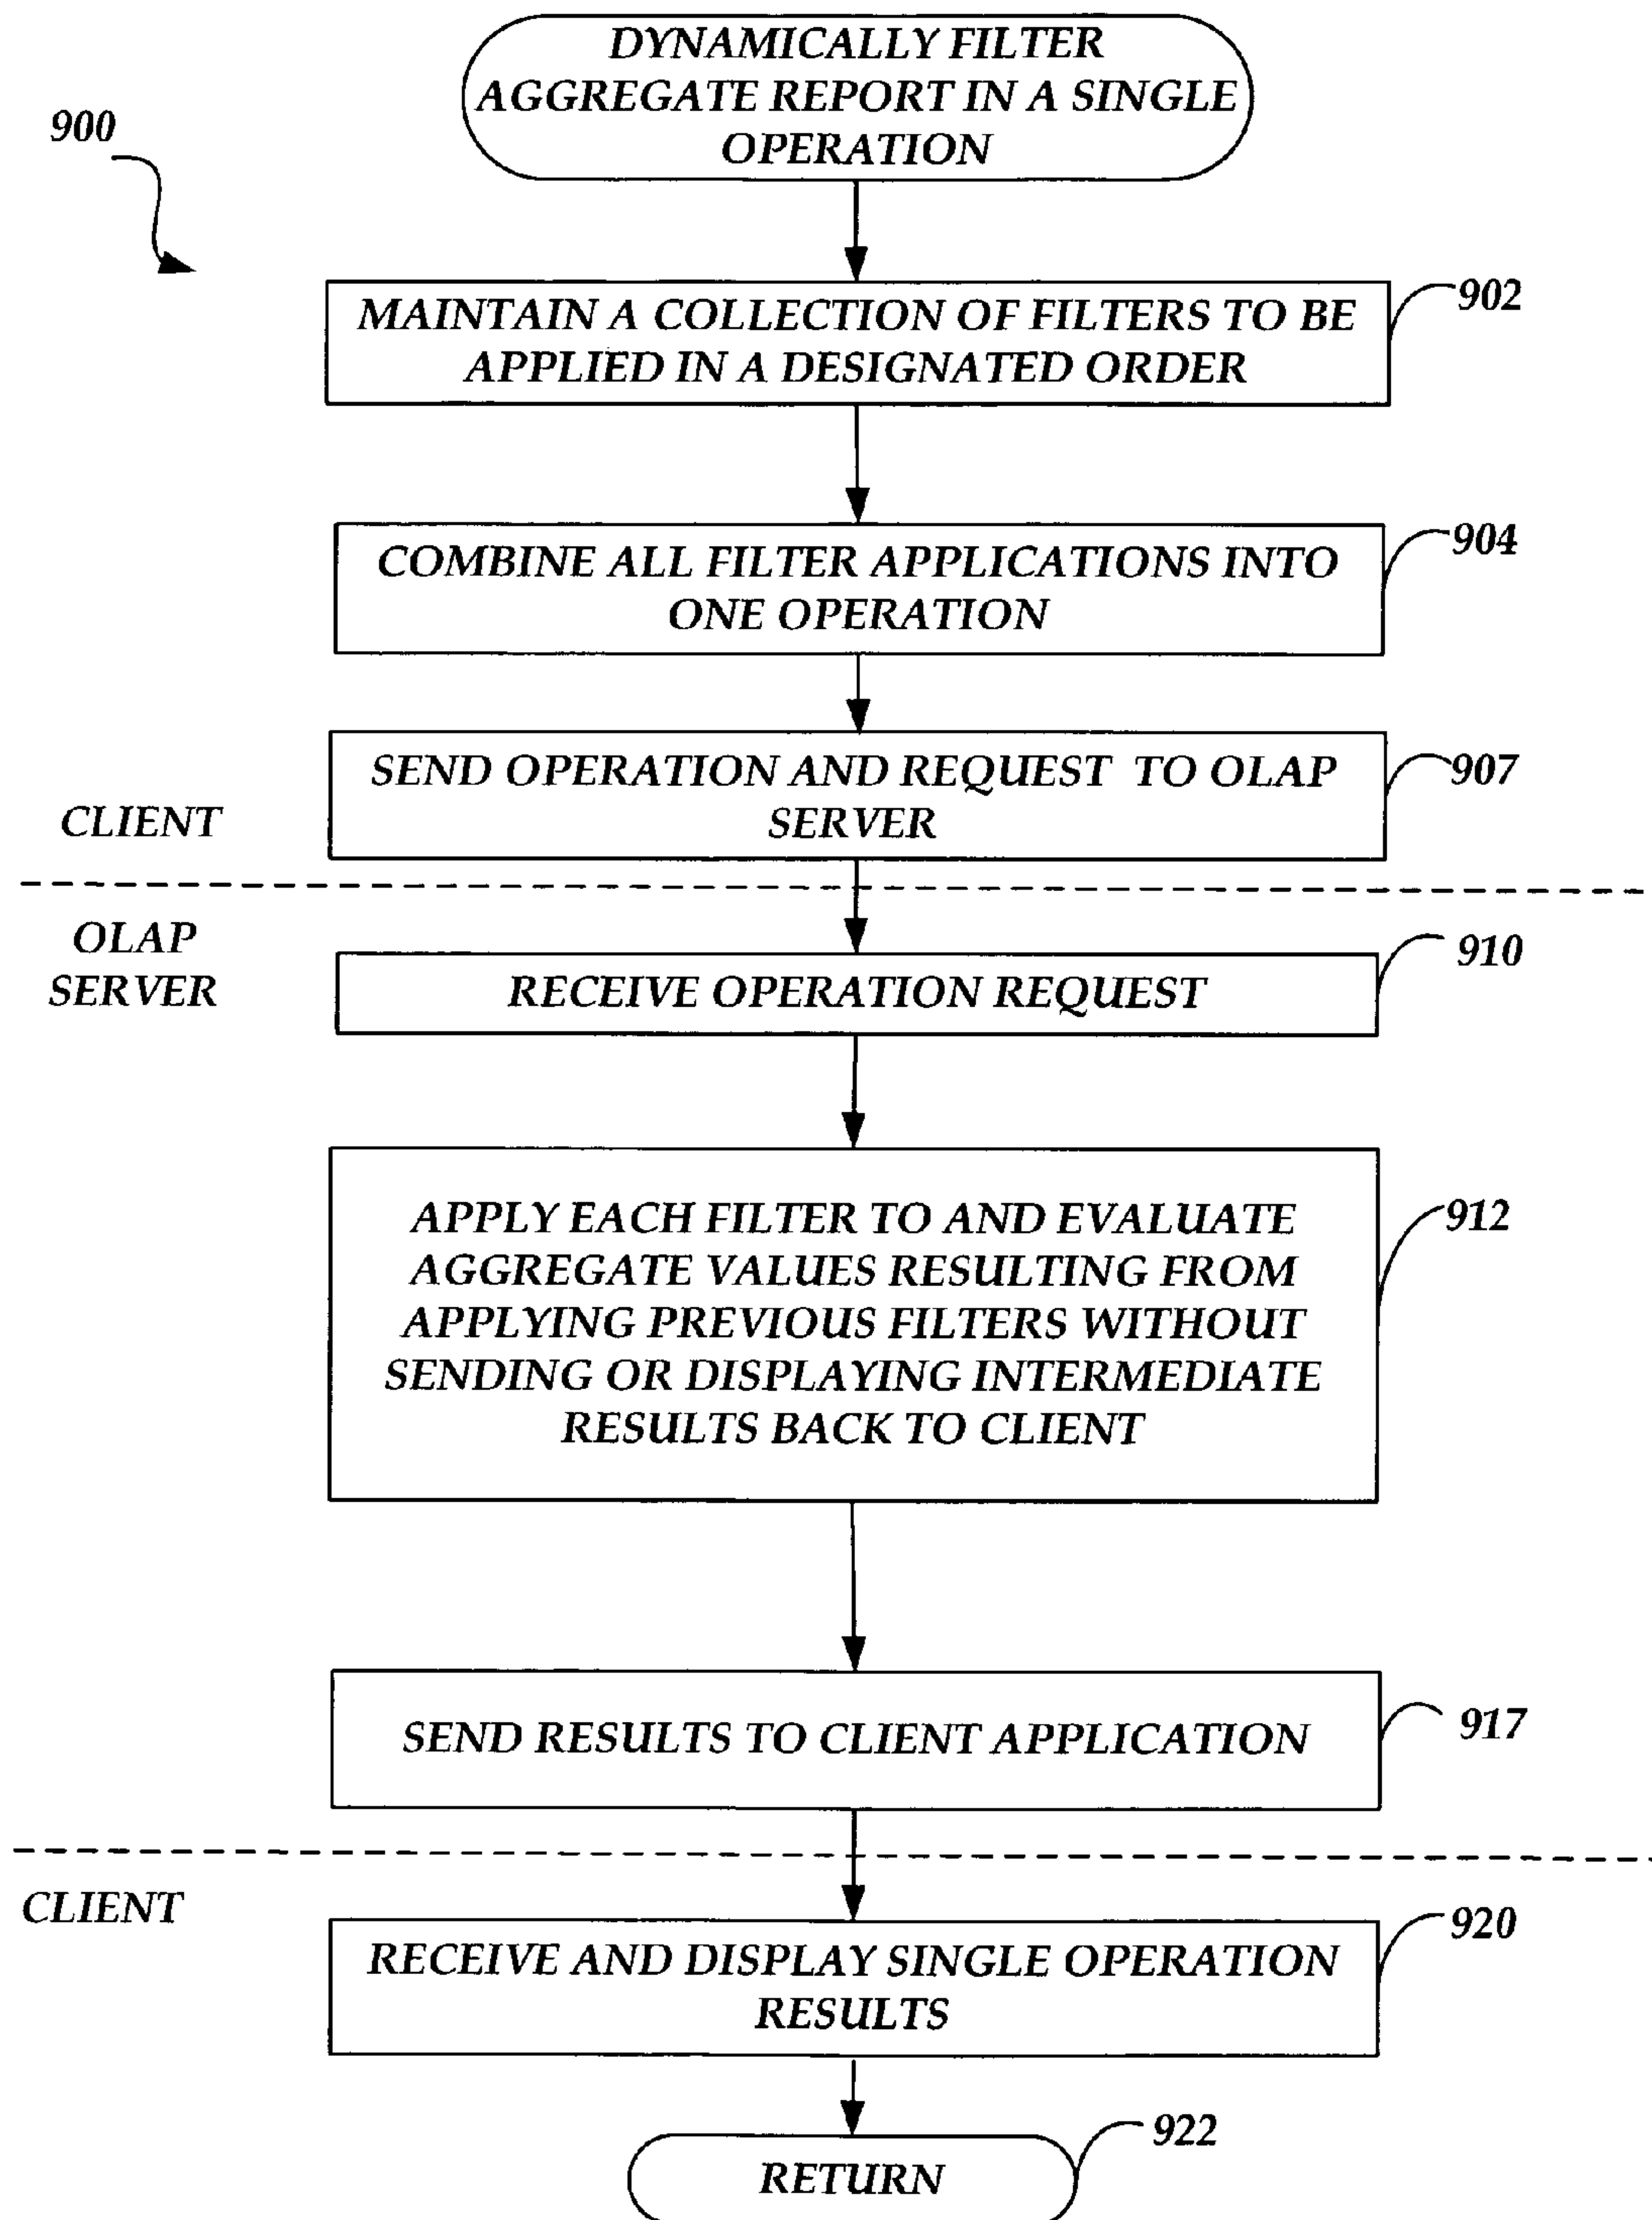 DYNAMICALLY FILTER
AGGREGATE REPORT IN A SINGLE
OPERATION
900
MAINTAIN A COLLECTION OF FILTERS TO BE
APPLIED IN A DESIGNATED ORDER
902
COMBINE ALL FILTER APPLICATIONS INTO
ONE OPERATION
904
SEND OPERATION AND REQUEST TO OLAP
SERVER
907
CLIENT
OLAP
SERVER
RECEIVE OPERATION REQUEST
910
APPLY EACH FILTER TO AND EVALUATE
AGGREGATE VALUES RESULTING FROM
APPLYING PREVIOUS FILTERS WITHOUT
SENDING OR DISPLAYING INTERMEDIATE
RESULTS BACK TO CLIENT
912
SEND RESULTS TO CLIENT APPLICATION
917
CLIENT
RECEIVE AND DISPLAY SINGLE OPERATION
RESULTS
920
RETURN
922